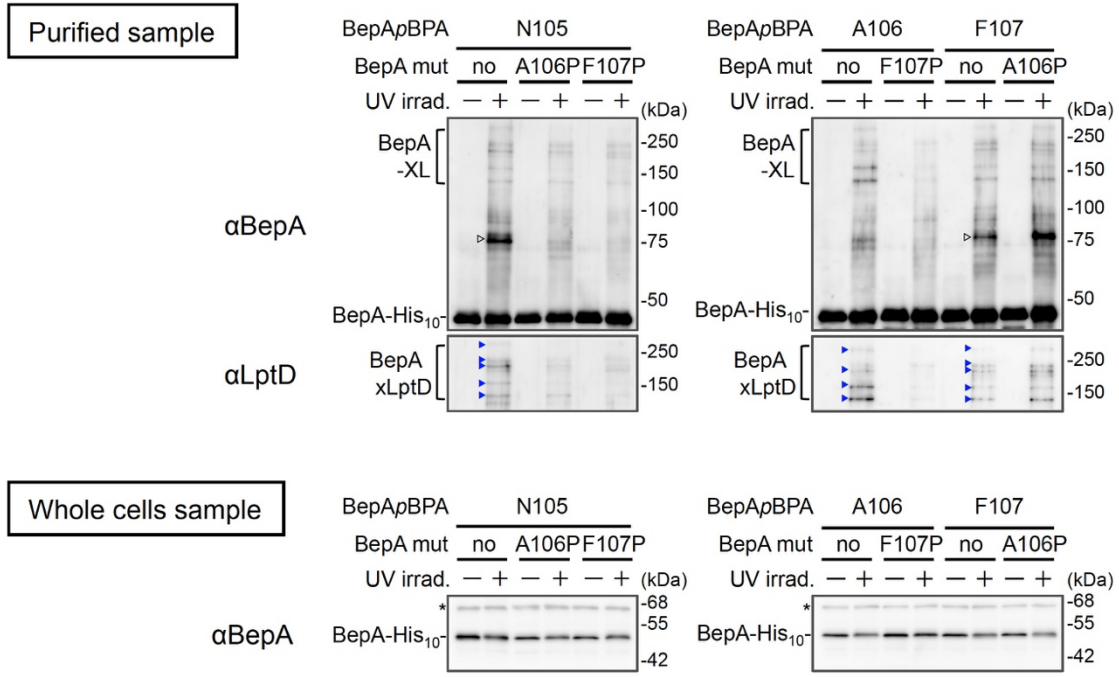 Purified sample
BepApBPA N105
BepA mut no A106P F107P
UV irrad. – + – + – + (kDa)
BepA
-XL
-250
-150
-100
-75
-50
αBepA
BepA-His10-
αLptD
BepA
xLptD
-250
-150
BepApBPA A106 F107
BepA mut no F107P no A106P
UV irrad. – + – + – + – + (kDa)
BepA
-XL
-250
-150
-100
-75
-50
BepA-His10-
BepA
xLptD
-250
-150
Whole cells sample
BepApBPA N105
BepA mut no A106P F107P
UV irrad. – + – + – + (kDa)
αBepA
*
BepA-His10-
-68
-55
-42
BepApBPA A106 F107
BepA mut no F107P no A106P
UV irrad. – + – + – + – + (kDa)
*
BepA-His10-
-68
-55
-42